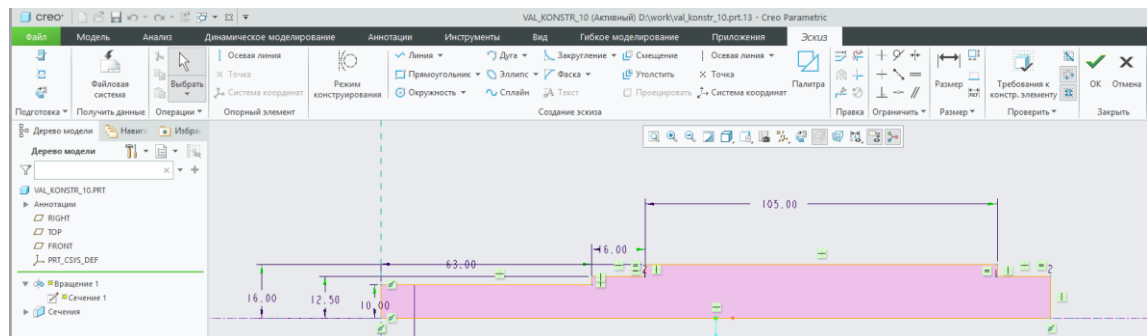 creo®
VAL_KONSTR_10 (Активный) D:\work\val_konstr_10.prt.13 - Creo Parametric
Файл Модель Анализ Динамическое моделирование Аннотации Инструменты Вид Гибкое моделирование Приложения Эскиз
Осевая линия
Точка
Система координат
Файловая система
Выбрать
Режим конструирования
Линия Дуга Закругление Смещение Осевая линия
Прямоугольник Эллипс Фаска Утолстить Точка
Окружность Сплайн Текст Проецировать Система координат
Палитра
Размер
Требования к констр. элементу
ОК Отмена
Подготовка Получить данные Операции Опорный элемент Создание эскиза Правка Ограничить Размер Проверить Закрыть
Дерево модели Навига Избра
Дерево модели
VAL_KONSTR_10.PRT
Аннотации
RIGHT
TOP
FRONT
PRT_CSYS_DEF
Вращение 1
Сечение 1
Сечения
105.00
16.00
63.00
16.00
12.50
10.00